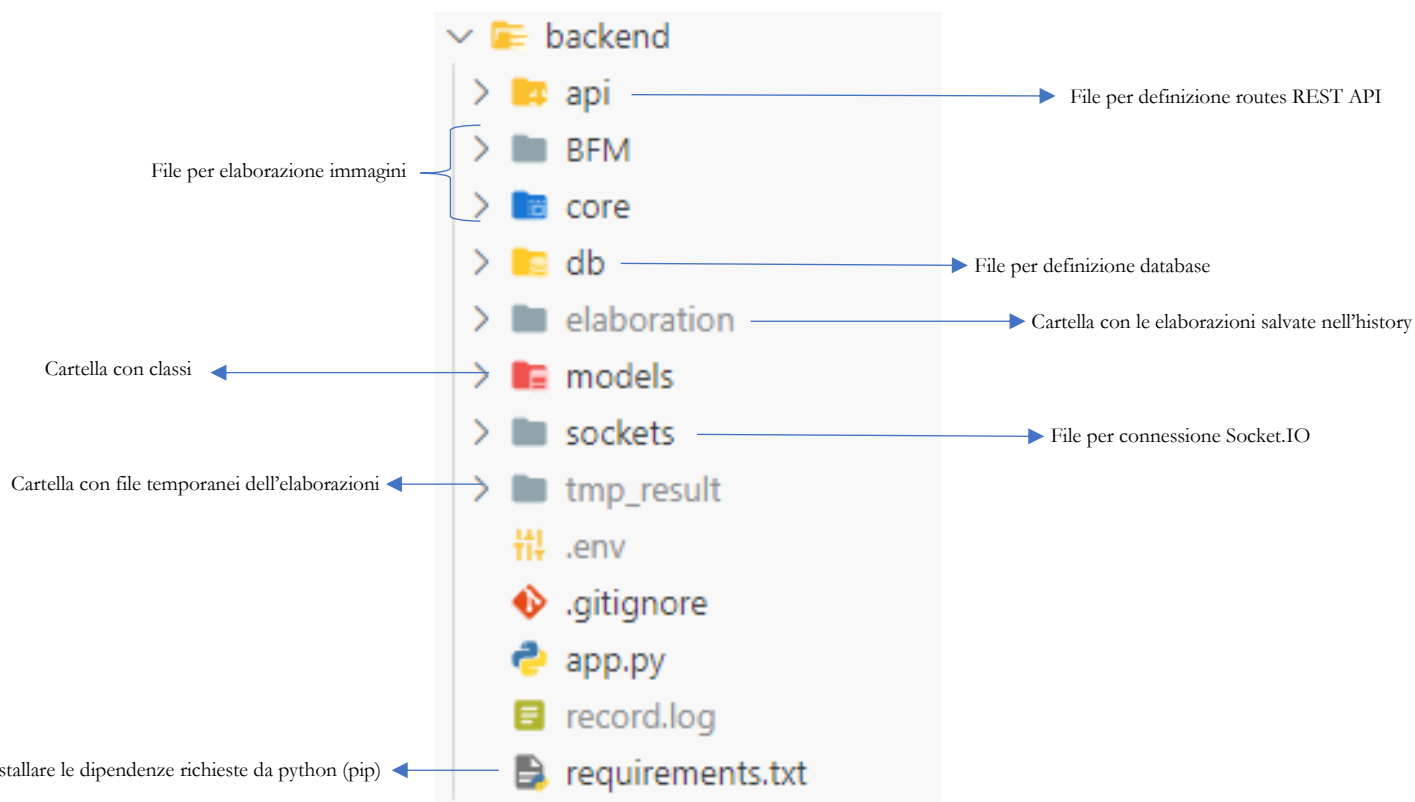 backend
api
File per definizione routes REST API
BFM
File per elaborazione immagini
core
db
File per definizione database
elaboration
Cartella con le elaborazioni salvate nell'history
Cartella con classi
models
sockets
File per connessione Socket.IO
Cartella con file temporanei dell'elaborazioni
tmp_result
.env
.gitignore
app.py
record.log
le dipendenze richieste da python (pip)
requirements.txt